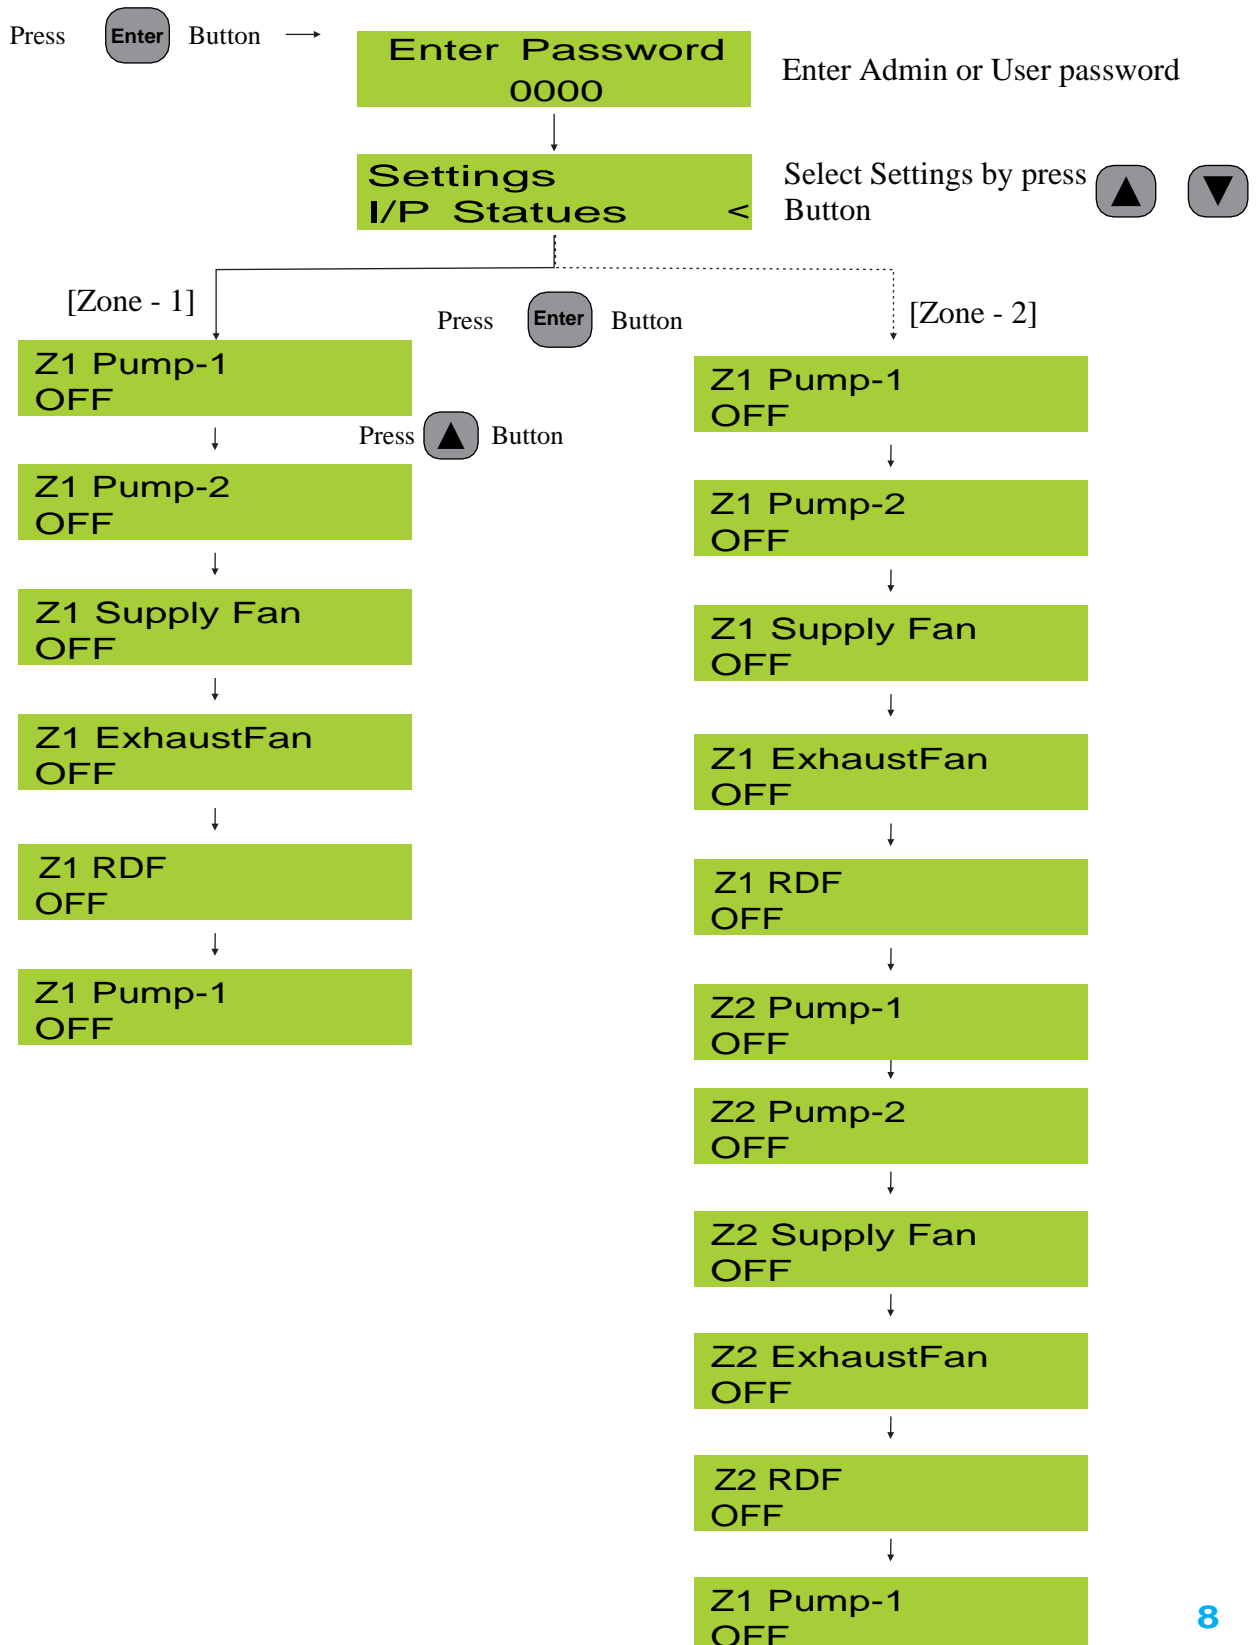 Press Enter Button
Enter Password
0000
Enter Admin or User password
Settings
I/P Statues <
Select Settings by press
Button
[Zone - 1]
Press Enter Button
[Zone - 2]
Z1 Pump-1
OFF
Press Button
Z1 Pump-2
OFF
Z1 Supply Fan
OFF
Z1 ExhaustFan
OFF
Z1 RDF
OFF
Z1 Pump-1
OFF
Z1 Pump-1
OFF
Z1 Pump-2
OFF
Z1 Supply Fan
OFF
Z1 ExhaustFan
OFF
Z1 RDF
OFF
Z2 Pump-1
OFF
Z2 Pump-2
OFF
Z2 Supply Fan
OFF
Z2 ExhaustFan
OFF
Z2 RDF
OFF
Z1 Pump-1
OFF
8